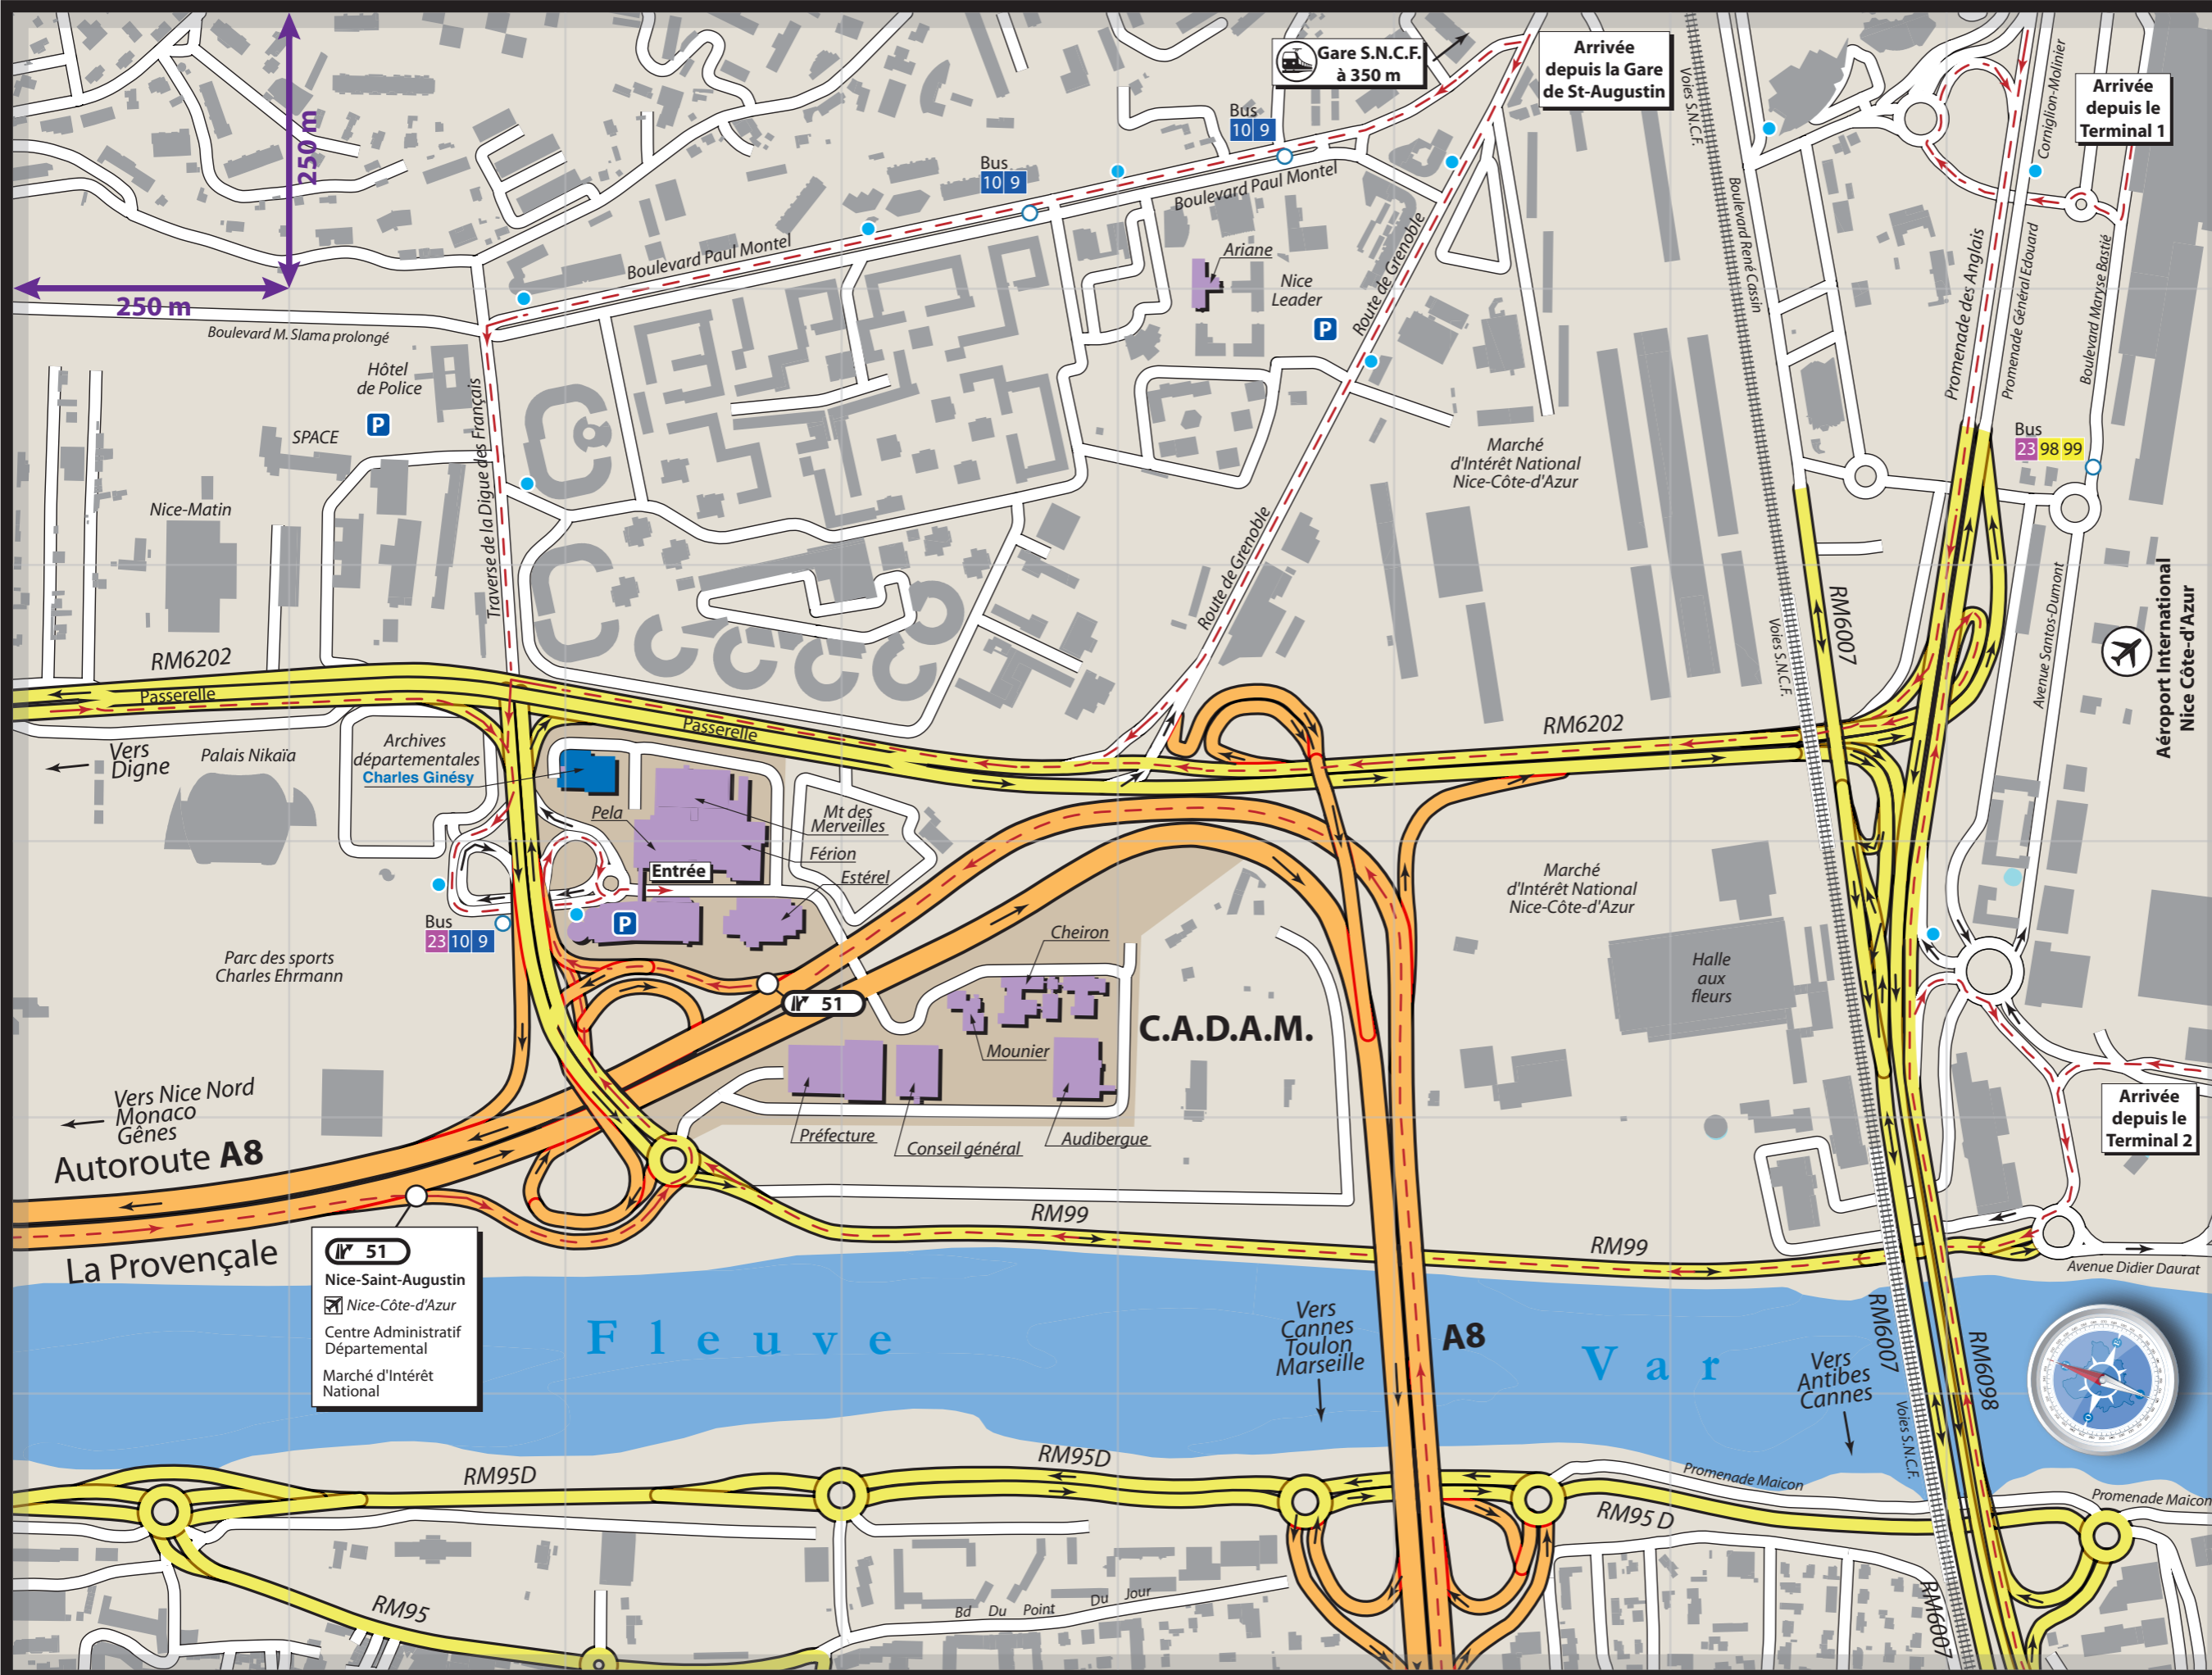 Gare S.N.C.F.
à 350 m
Arrivée
depuis la Gare
de St-Augustin
Voies S.N.C.F.
Corniglion-Molinier
Arrivée
depuis le
Terminal 1
250 m
250 m
Bus
10 9
Bus
10 9
Boulevard Paul Montel
Boulevard Paul Montel
Boulevard René Cassin
Ariane
Nice
Leader
P
Route de Grenoble
Promenade des Anglais
Promenade Général Edouard
Boulevard Maryse Bastié
Boulevard M. Slama prolongé
Hôtel
de Police
P
SPACE
Traverse de la Digue des Français
Nice-Matin
Marché
d'Intérêt National
Nice-Côte-d'Azur
Bus
23 98 99
Route de Grenoble
RM6007
Voies S.N.C.F.
Avenue Santos-Dumont
Aéroport International
Nice Côte-d'Azur
RM6202
Passerelle
Passerelle
RM6202
Vers
Digne
Palais Nikaïa
Archives
départementales
Charles Ginésy
Pela
Mt des
Merveilles
Férion
Estérel
Entrée
P
Bus
23 10 9
Parc des sports
Charles Ehrmann
Marché
d'Intérêt National
Nice-Côte-d'Azur
Halle
aux
fleurs
Cheiron
51
Mounier
C.A.D.A.M.
Préfecture
Conseil général
Audibergue
Vers Nice Nord
Monaco
Gênes
Autoroute A8
La Provençale
Arrivée
depuis le
Terminal 2
RM99
RM99
Avenue Didier Daurat
51
Nice-Saint-Augustin
Nice-Côte-d'Azur
Centre Administratif
Départemental
Marché d'Intérêt
National
Fleuve
Var
Vers
Cannes
Toulon
Marseille
A8
Vers
Antibes
Cannes
RM6007
RM6098
Voies S.N.C.F.
RM95D
RM95D
Promenade Maicon
Promenade Maicon
RM95 D
RM95
Bd Du Point Du Jour
RM6007